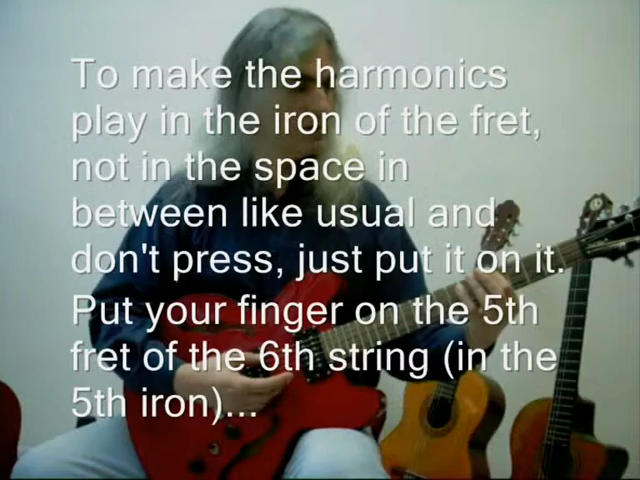 To make the harmonics
play in the iron of the fret,
not in the space in
between like usual and
don't press, just put it on it.
Put your finger on the 5th
fret of the 6th string (in the
5th iron)...